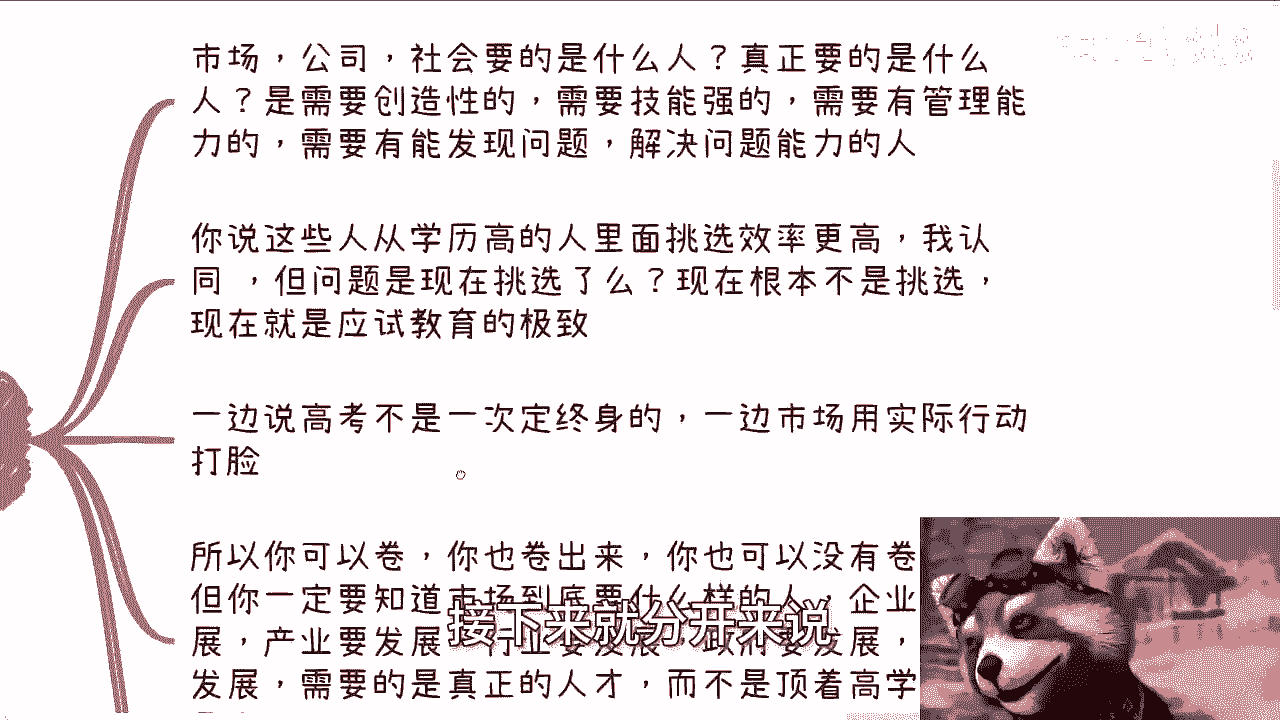 市场，公司，社会要的是什么人？真正要的是什么
人？是需要创造性的，需要技能强的，需要有管理能
力的，需要有能发现问题，解决问题能力的人
你说这些人从学历高的人里面挑选效率更高，我认
同 ，但问题是现在挑选了么？现在根本不是挑选，
现在就是应试教育的极致
一边说高考不是一次定终身的，一边市场用实际行动
打脸
所以你可以卷，你也卷出来，你也可以没有卷
但你一定要知道市场到底要什么样的人，企业
展，产业要发展，行业要发展，政府要发展，
发展，需要的是真正的人才，而不是顶着高学
接下来就分开来说